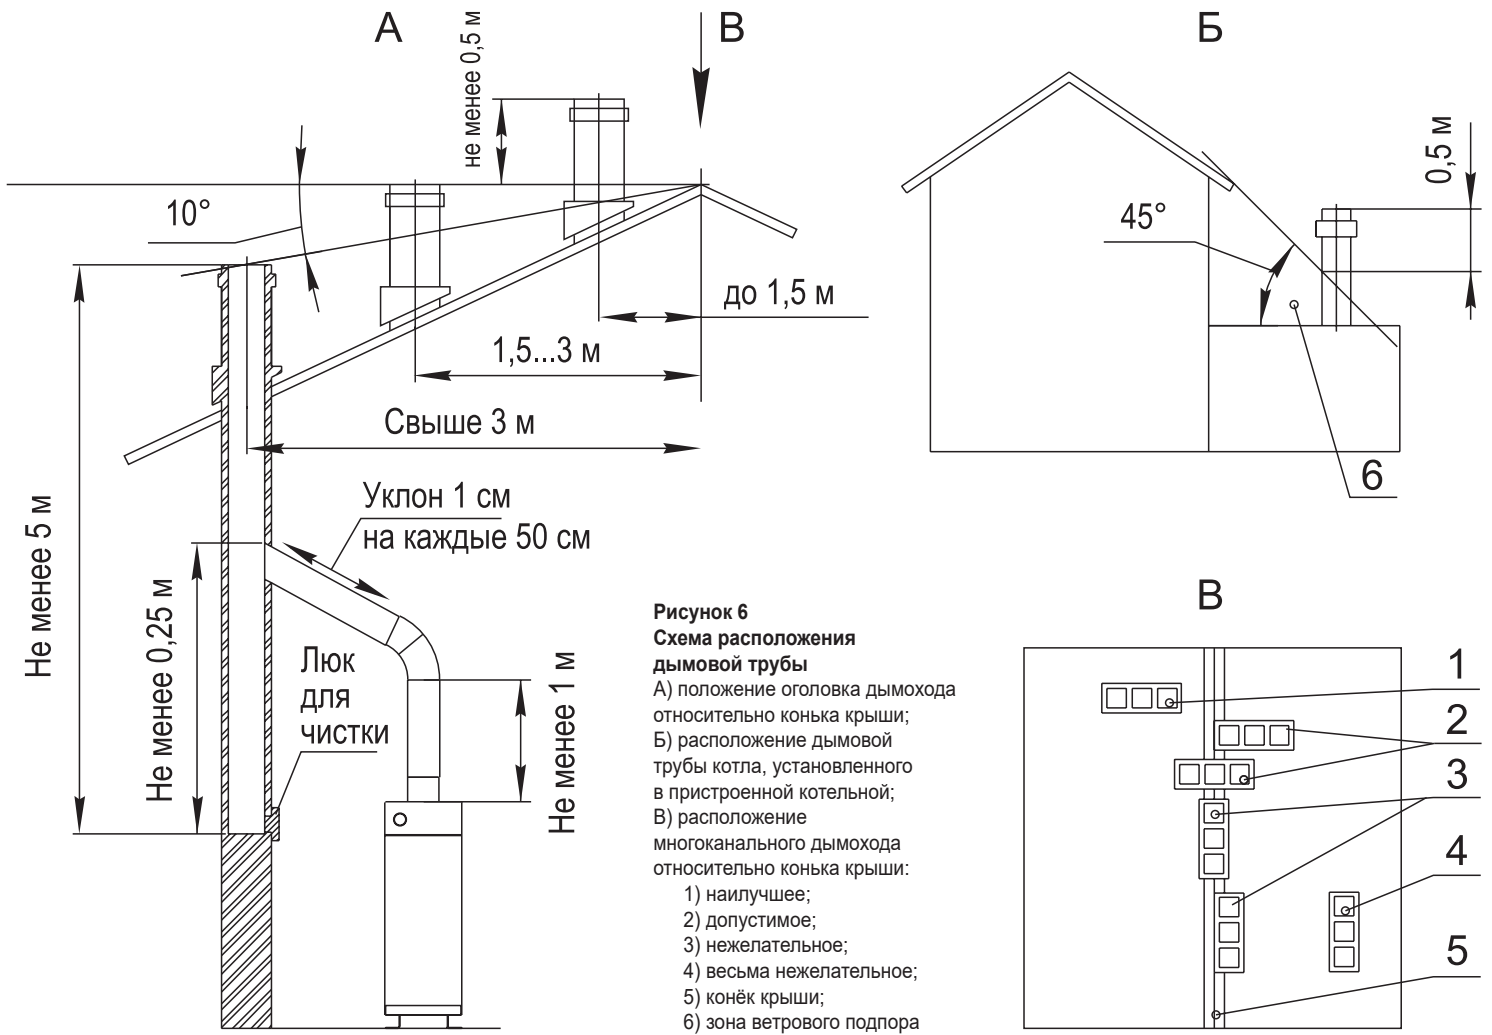 А
не менее 0,5 м
В
10°
до 1,5 м
1,5...3 м
Свыше 3 м
Не менее 5 м
Не менее 0,25 м
Уклон 1 см
на каждые 50 см
Люк
для
чистки
Не менее 1 м
Б
45°
0,5 м
6
Рисунок 6
Схема расположения
дымовой трубы
А) положение оголовка дымохода
относительно конька крыши;
Б) расположение дымовой
трубы котла, установленного
в пристроенной котельной;
В) расположение
многоканального дымохода
относительно конька крыши:
1) наилучшее;
2) допустимое;
3) нежелательное;
4) весьма нежелательное;
5) конёк крыши;
6) зона ветрового подпора
В
1
2
3
4
5